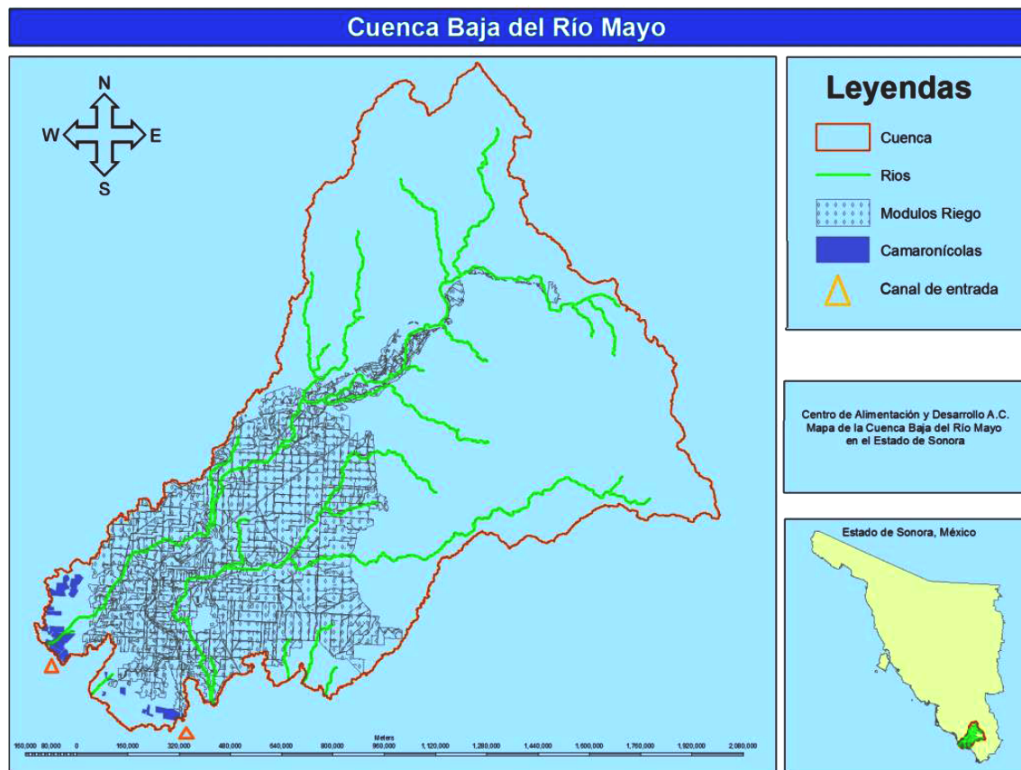 Cuenca Baja del Río Mayo
N
W E
S
Leyendas
Cuenca
Rios
Modulos Riego
Camaronícolas
Canal de entrada
Centro de Alimentación y Desarrollo A.C.
Mapa de la Cuenca Baja del Río Mayo
en el Estado de Sonora
Estado de Sonora, México
Meters
160,000 80,000 0 160,000 320,000 480,000 640,000 800,000 960,000 1,120,000 1,280,000 1,440,000 1,600,000 1,760,000 1,920,000 2,080,000